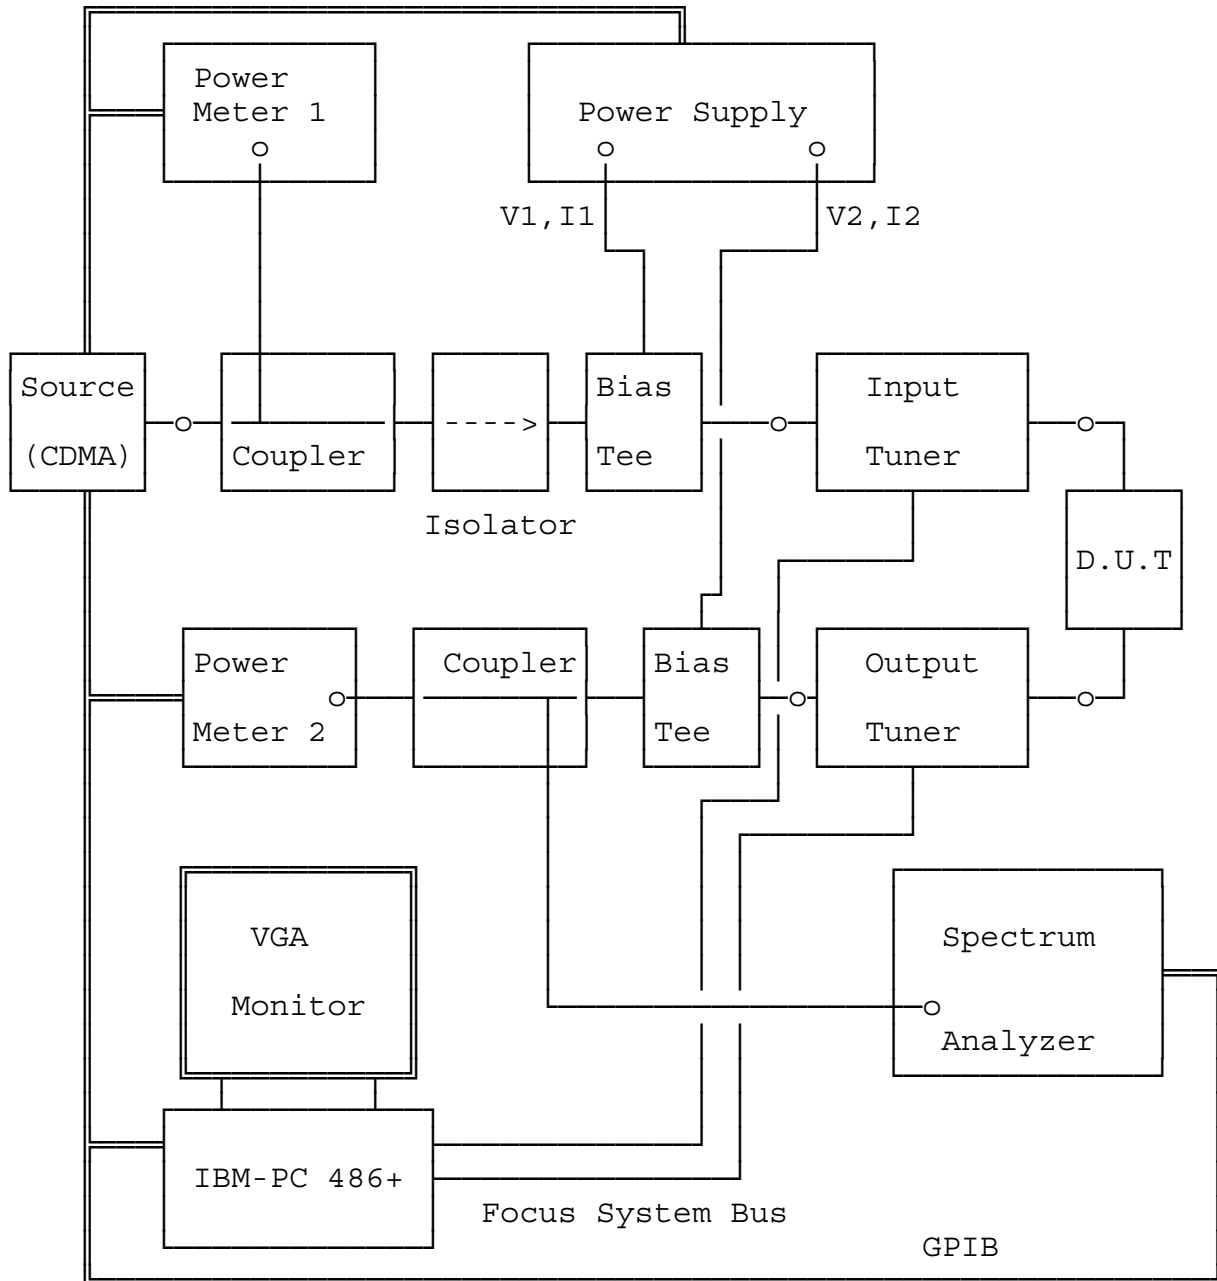 Power
Meter 1
Power Supply
V1,I1
V2,I2
Source
(CDMA)
Coupler
---->
Isolator
Bias
Tee
Input
Tuner
D.U.T
Power
Meter 2
Coupler
Bias
Tee
Output
Tuner
VGA
Monitor
Spectrum
Analyzer
IBM-PC 486+
Focus System Bus
GPIB